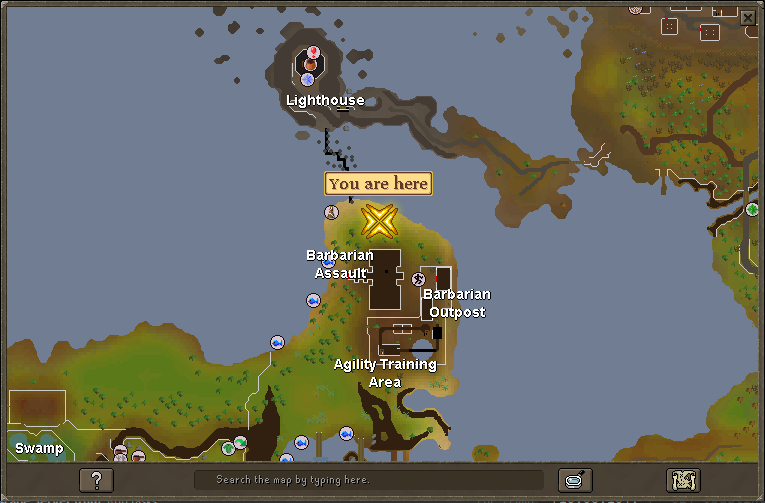 Lighthouse
You are here
Barbarian
Assault
Barbarian
Outpost
Agility Training
Area
Swamp
?
Search the map by typing here.